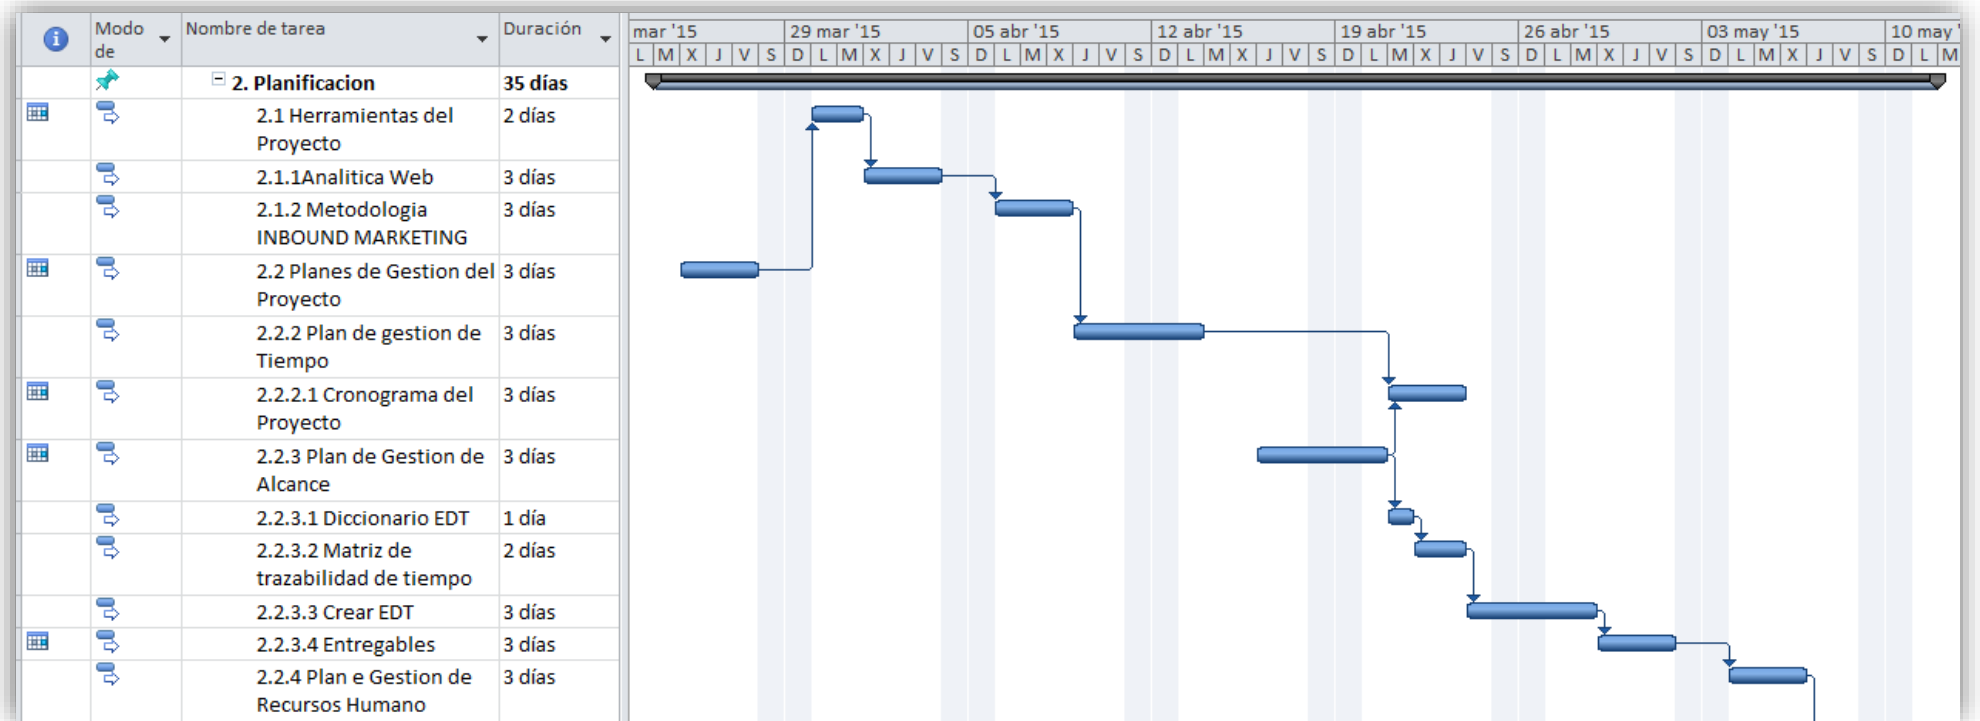 Modo de
Nombre de tarea
Duración
mar '15
29 mar '15
05 abr '15
12 abr '15
19 abr '15
26 abr '15
03 may '15
10 may '
L M X J V S D L M X J V S D L M X J V S D L M X J V S D L M X J V S D L M X J V S D L M X J V S D L M
2. Planificacion
35 días
2.1 Herramientas del
Proyecto
2 días
2.1.1Analitica Web
3 días
2.1.2 Metodologia
INBOUND MARKETING
3 días
2.2 Planes de Gestion del
Proyecto
3 días
2.2.2 Plan de gestion de
Tiempo
3 días
2.2.2.1 Cronograma del
Proyecto
3 días
2.2.3 Plan de Gestion de
Alcance
3 días
2.2.3.1 Diccionario EDT
1 día
2.2.3.2 Matriz de
trazabilidad de tiempo
2 días
2.2.3.3 Crear EDT
3 días
2.2.3.4 Entregables
3 días
2.2.4 Plan e Gestion de
Recursos Humano
3 días